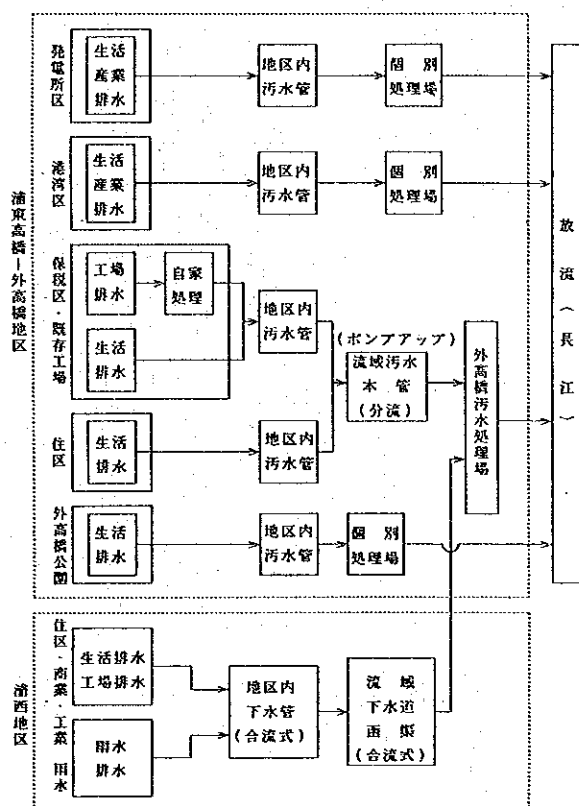 浦東高橋ー外高橋地区
発電所区
生活
産業
排水
地区内
汚水管
個別
処理場
港湾区
生活
産業
排水
地区内
汚水管
個別
処理場
保税区・既存工場
工場
排水
自家
処理
生活
排水
地区内
汚水管
(ポンプアップ)
流域汚水
本管
(分流)
外高橋汚水処理場
放流(長江)
住区
生活
排水
地区内
汚水管
外高橋公園
生活
排水
地区内
汚水管
個別
処理場
浦西地区
住区・商業・工業
生活排水
工場排水
雨水
雨水
排水
地区内
下水管
(合流式)
流域
下水道
函渠
(合流式)